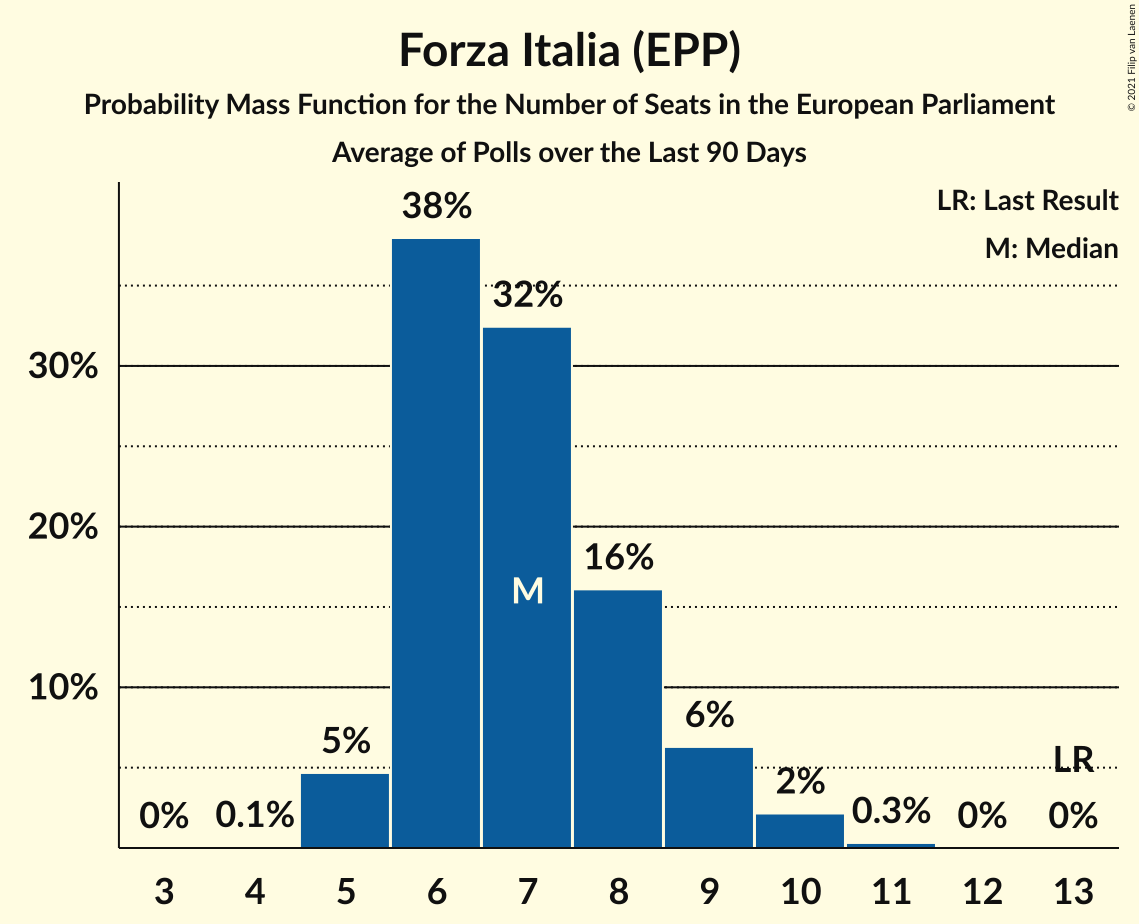 Forza Italia (EPP)
Probability Mass Function for the Number of Seats in the European Parliament
Average of Polls over the Last 90 Days
© 2021 Filip van Laenen
LR: Last Result
M: Median
38%
32%
30%
20%
16%
M
10%
6%
5%
LR
2%
0% 0.1% 0.3% 0% 0%
3 4 5 6 7 8 9 10 11 12 13